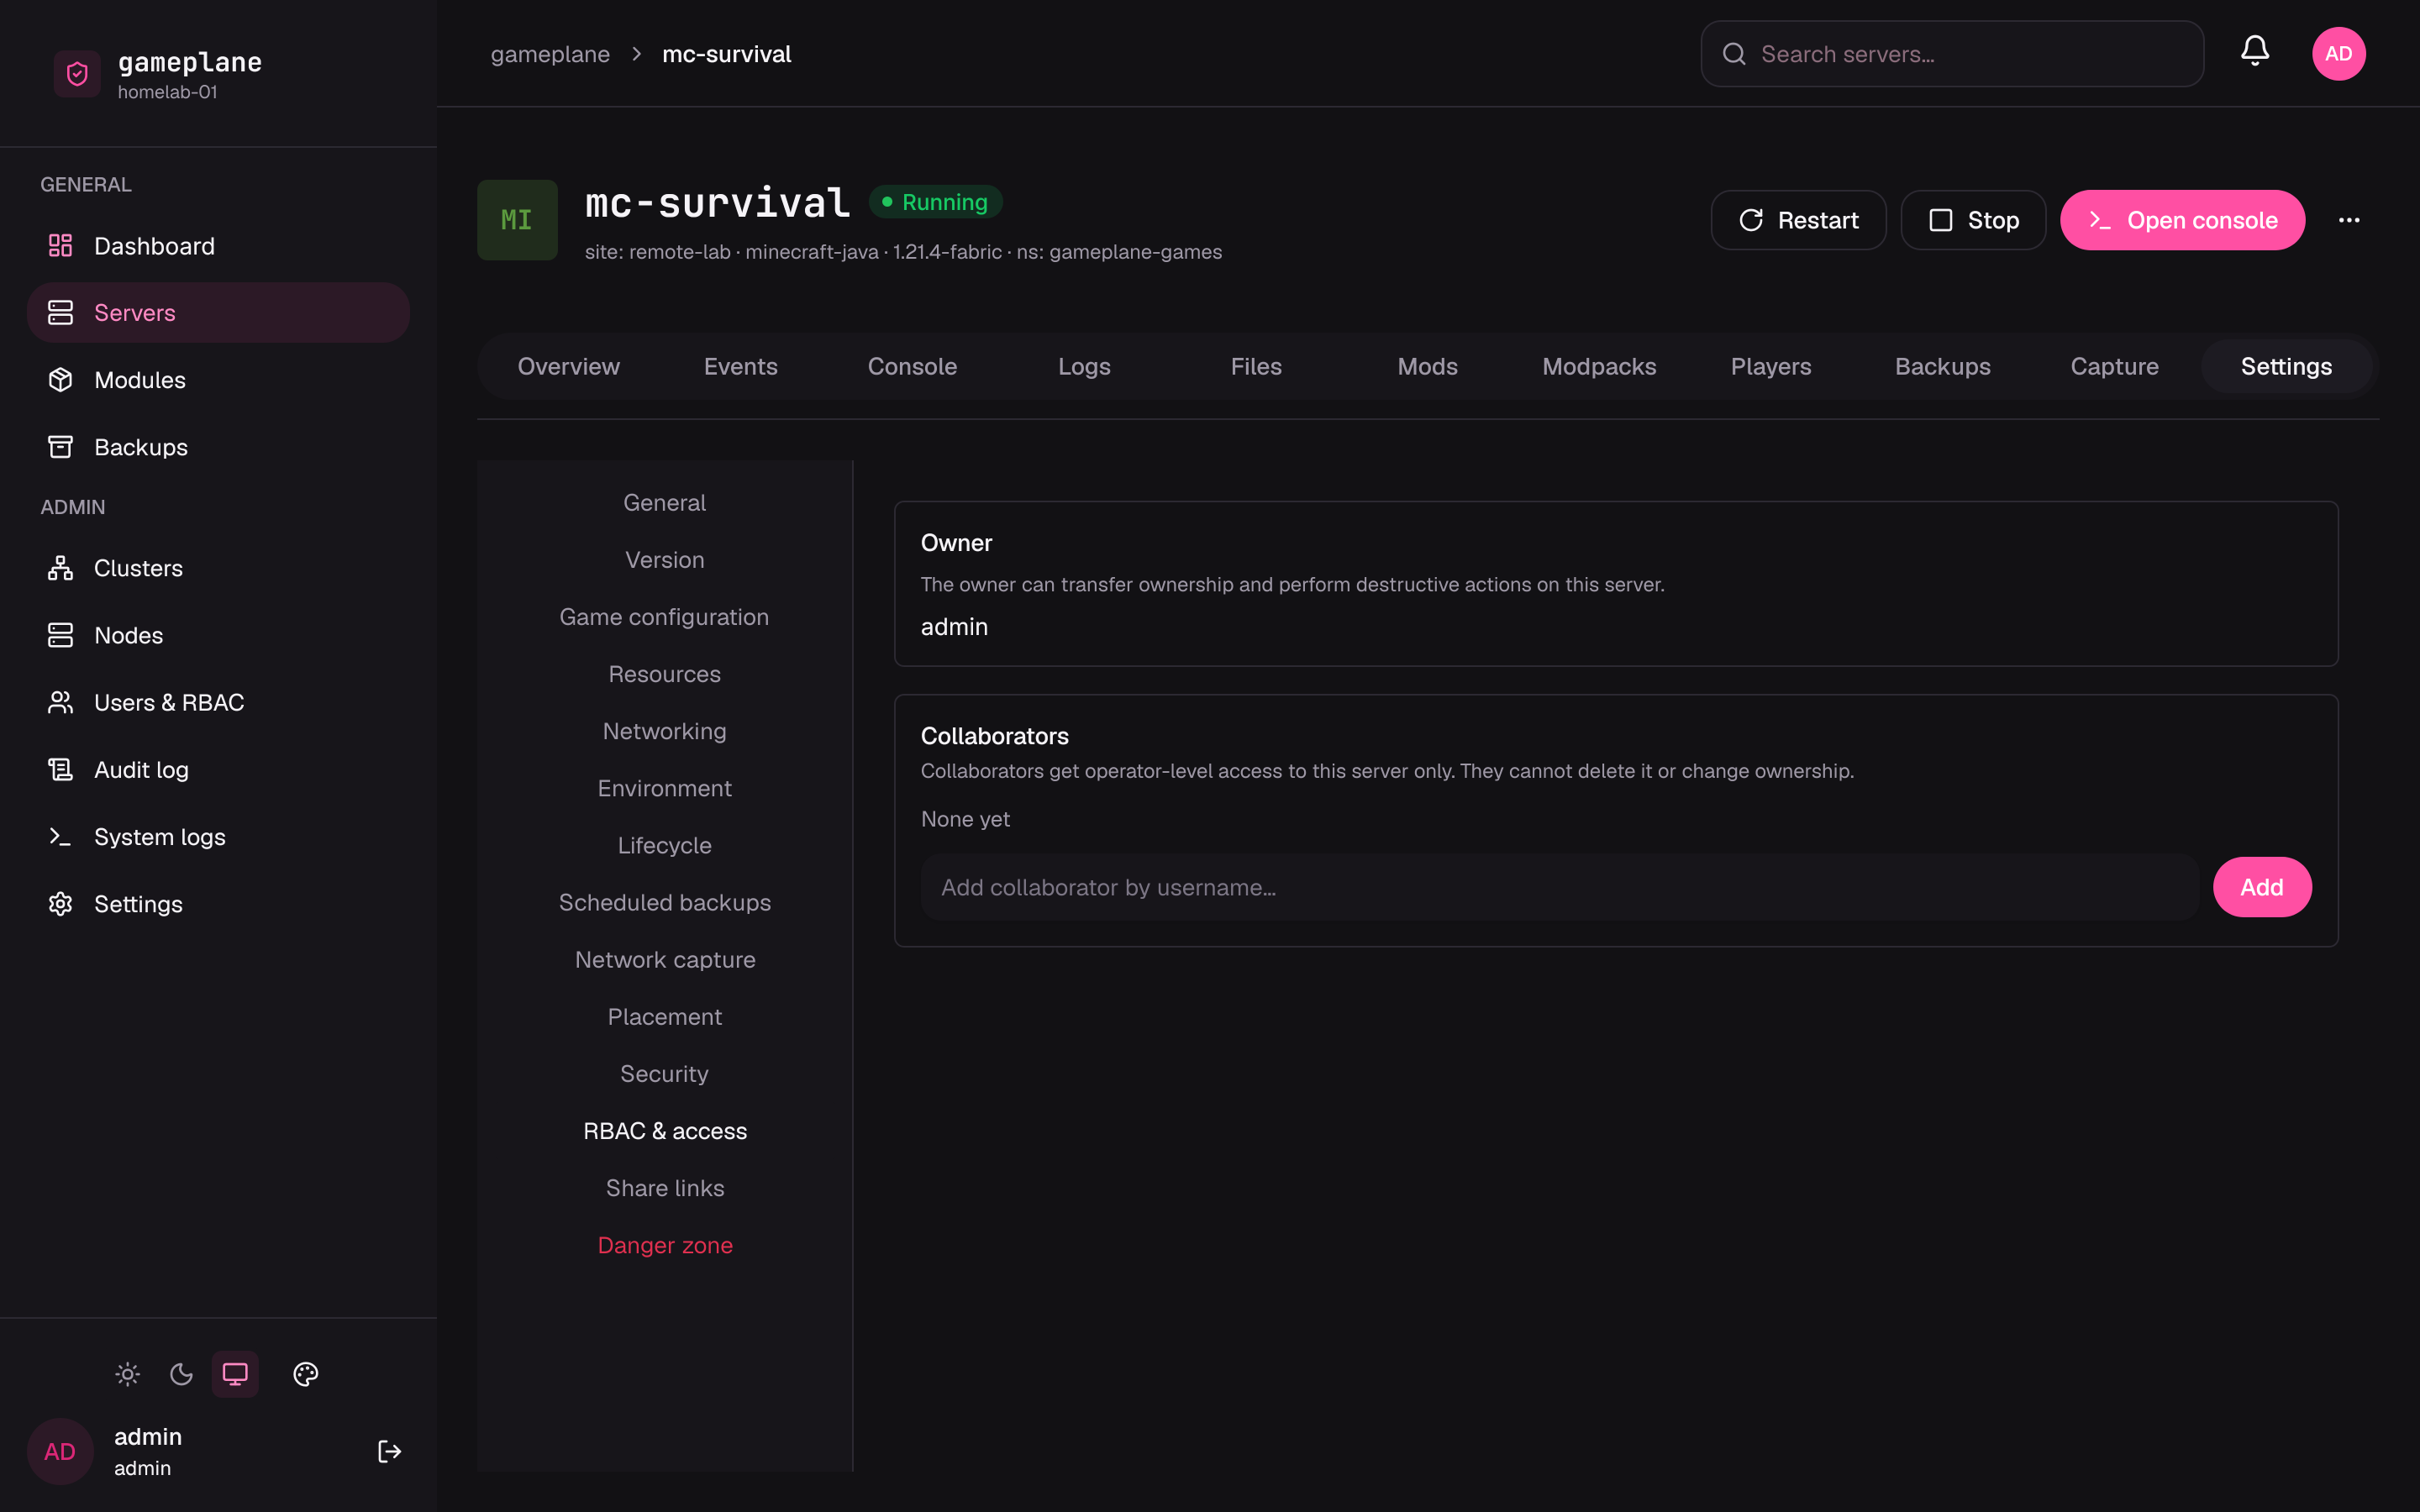 gameplane
homelab-01
GENERAL
Dashboard
Servers
Modules
Backups
ADMIN
Clusters
Nodes
Users & RBAC
Audit log
System logs
Settings
AD
admin
admin
gameplane > mc-survival
Search servers...
AD
MI
mc-survival
Running
site: remote-lab · minecraft-java · 1.21.4-fabric · ns: gameplane-games
Restart
Stop
Open console
Overview
Events
Console
Logs
Files
Mods
Modpacks
Players
Backups
Capture
Settings
General
Version
Game configuration
Resources
Networking
Environment
Lifecycle
Scheduled backups
Network capture
Placement
Security
RBAC & access
Share links
Danger zone
Owner
The owner can transfer ownership and perform destructive actions on this server.
admin
Collaborators
Collaborators get operator-level access to this server only. They cannot delete it or change ownership.
None yet
Add collaborator by username...
Add